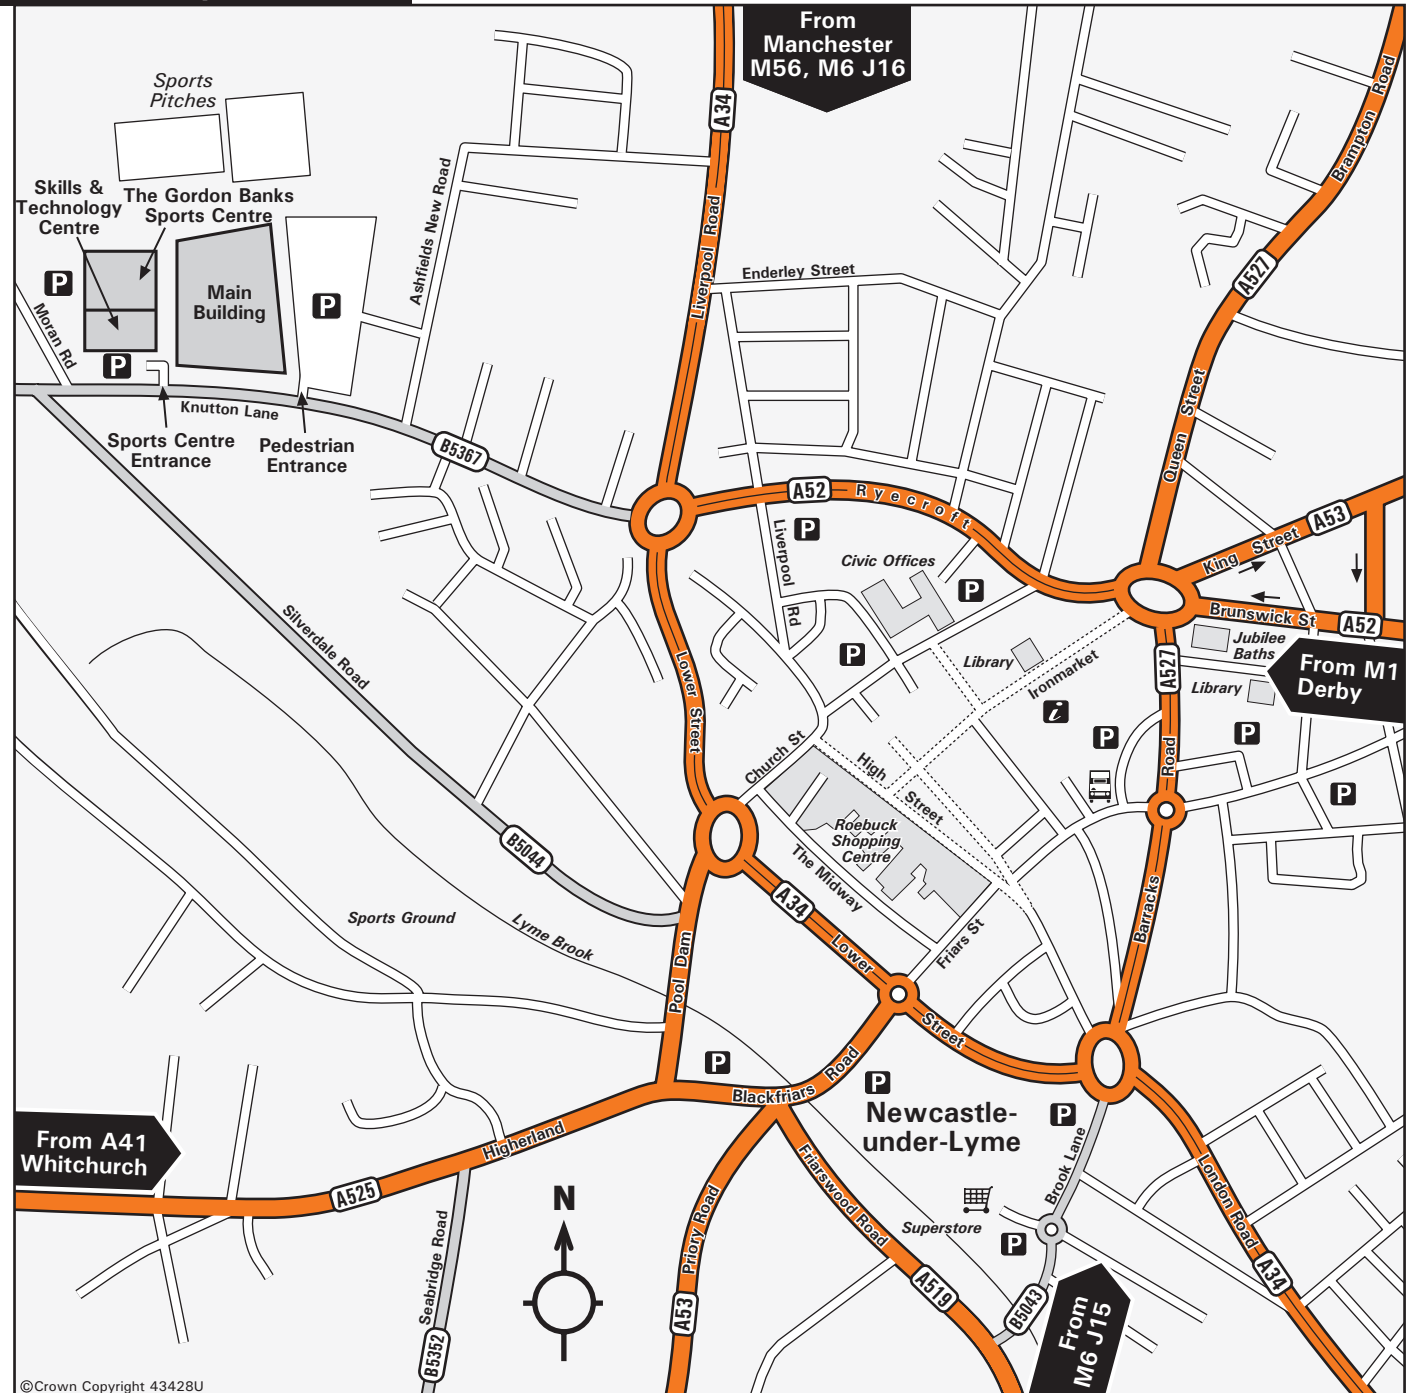 From
Manchester
M56, M6 J16
A34
Sports
Pitches
Skills &
Technology
Centre
The Gordon Banks
Sports Centre
P
Main
Building
P
P
Moran Rd
Ashfields New Road
Liverpool Road
Enderley Street
Brampton Road
A527
Queen Street
Knutton Lane
Sports Centre
Entrance
Pedestrian
Entrance
B5367
A52
Ryecroft
P
Liverpool Rd
Civic Offices
P
P
King Street
A53
Brunswick St
A52
Jubilee
Baths
Library
Ironmarket
A527
Library
From M1
Derby
i
P
P
P
Silverdale Road
Lower Street
Church St
High Street
Road
Roebuck
Shopping
Centre
The Midway
B5044
A34
Lower
Street
Friars St
Barracks
Sports Ground
Lyme Brook
Pool Dam
P
Blackfriars Road
P
Newcastle-
under-Lyme
P
Brook Lane
From A41
Whitchurch
Higherland
A525
N
Seabridge Road
B5352
Priory Road
A53
Friarswood Road
A519
Superstore
P
B5043
London Road
A34
From
M6 J15
©Crown Copyright 43428U